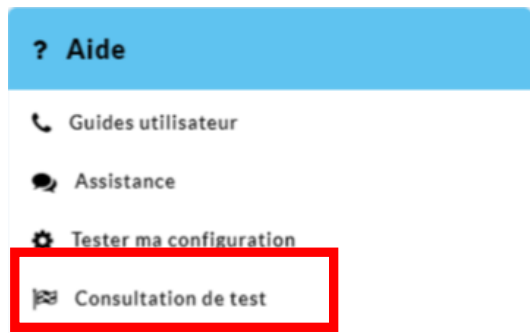 ? Aide
Guides utilisateur
Assistance
Tester ma configuration
Consultation de test